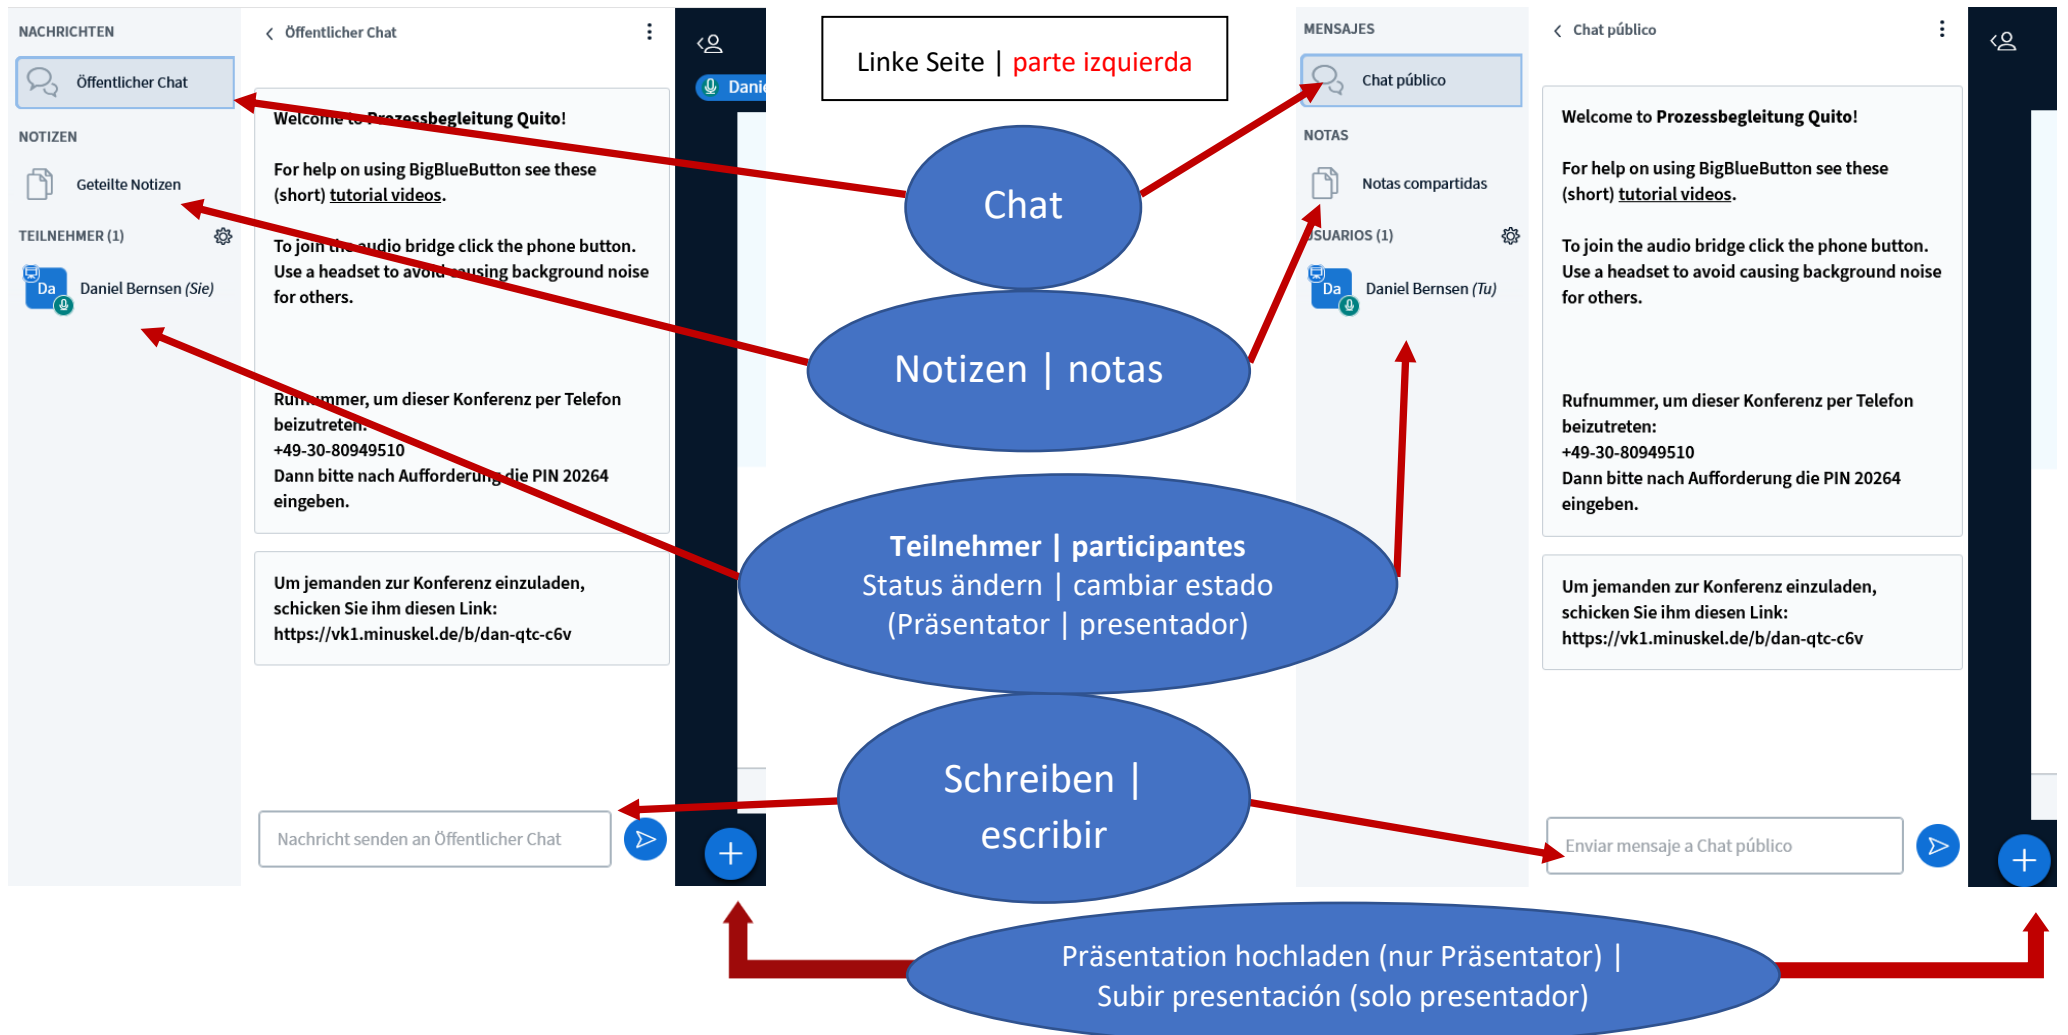 NACHRICHTEN
Öffentlicher Chat
NOTIZEN
Geteilte Notizen
TEILNEHMER (1)
Da
Daniel Bernsen (Sie)
Öffentlicher Chat
Welcome to Prozessbegleitung Quito!
For help on using BigBlueButton see these
(short) tutorial videos.
To join the audio bridge click the phone button.
Use a headset to avoid causing background noise
for others.
Rufnummer, um dieser Konferenz per Telefon
beizutreten:
+49-30-80949510
Dann bitte nach Aufforderung die PIN 20264
eingeben.
Um jemanden zur Konferenz einzuladen,
schicken Sie ihm diesen Link:
https://vk1.minuskel.de/b/dan-qtc-c6v
Nachricht senden an Öffentlicher Chat
Linke Seite | parte izquierda
Chat
Notizen | notas
Teilnehmer | participantes
Status ändern | cambiar estado
(Präsentator | presentador)
Schreiben |
escribir
Präsentation hochladen (nur Präsentator) |
Subir presentación (solo presentador)
MENSAJES
Chat público
NOTAS
Notas compartidas
USUARIOS (1)
Da
Daniel Bernsen (Tu)
Chat público
Welcome to Prozessbegleitung Quito!
For help on using BigBlueButton see these
(short) tutorial videos.
To join the audio bridge click the phone button.
Use a headset to avoid causing background noise
for others.
Rufnummer, um dieser Konferenz per Telefon
beizutreten:
+49-30-80949510
Dann bitte nach Aufforderung die PIN 20264
eingeben.
Um jemanden zur Konferenz einzuladen,
schicken Sie ihm diesen Link:
https://vk1.minuskel.de/b/dan-qtc-c6v
Enviar mensaje a Chat público